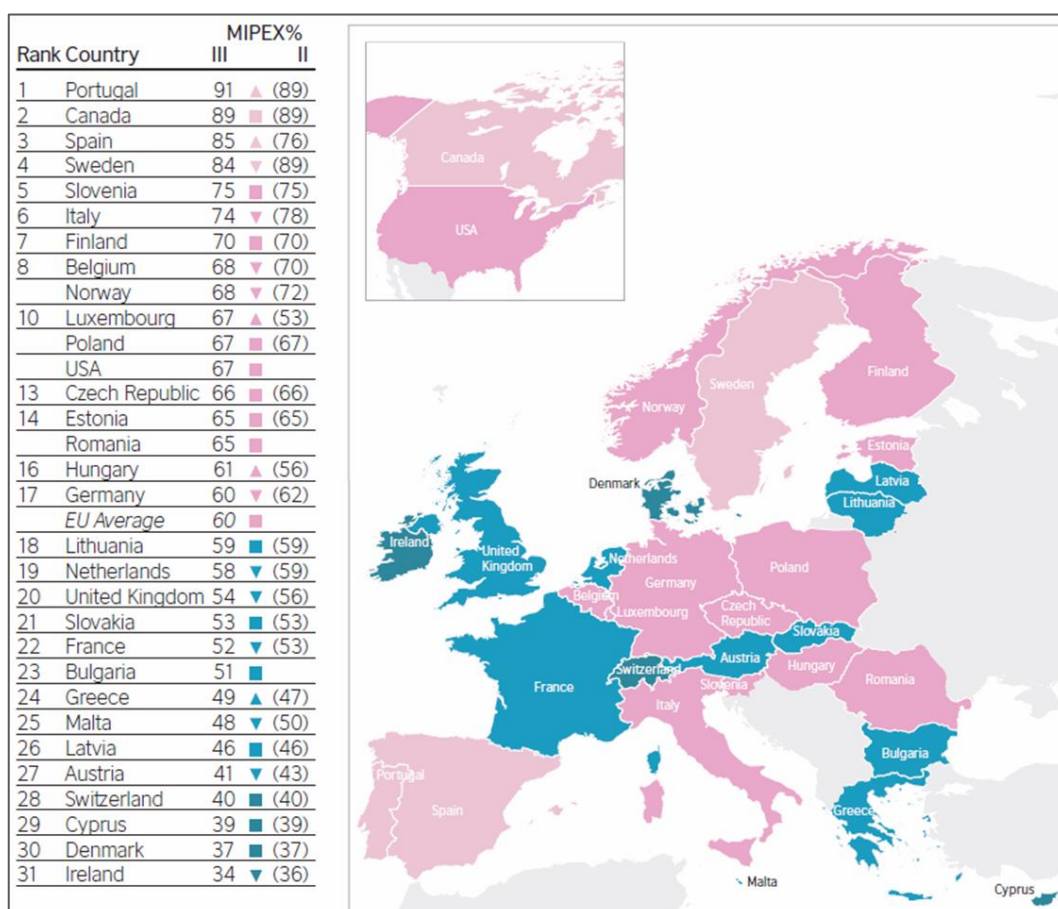 MIPEX%
Rank Country III II
1 Portugal 91 ▲ (89)
2 Canada 89 ■ (89)
3 Spain 85 ▲ (76)
4 Sweden 84 ▼ (89)
5 Slovenia 75 ■ (75)
6 Italy 74 ▼ (78)
7 Finland 70 ■ (70)
8 Belgium 68 ▼ (70)
Norway 68 ▼ (72)
10 Luxembourg 67 ▲ (53)
Poland 67 ■ (67)
USA 67 ■
13 Czech Republic 66 ■ (66)
14 Estonia 65 ■ (65)
Romania 65 ■
16 Hungary 61 ▲ (56)
17 Germany 60 ▼ (62)
EU Average 60 ■
18 Lithuania 59 ■ (59)
19 Netherlands 58 ▼ (59)
20 United Kingdom 54 ▼ (56)
21 Slovakia 53 ■ (53)
22 France 52 ▼ (53)
23 Bulgaria 51 ■
24 Greece 49 ▲ (47)
25 Malta 48 ▼ (50)
26 Latvia 46 ■ (46)
27 Austria 41 ▼ (43)
28 Switzerland 40 ■ (40)
29 Cyprus 39 ■ (39)
30 Denmark 37 ■ (37)
31 Ireland 34 ▼ (36)
Canada
USA
Finland
Sweden
Norway
Estonia
Denmark
Latvia
Lithuania
Ireland
United
Kingdom
Netherlands
Germany
Poland
Belgium
Luxembourg
Czech
Republic
Slovakia
Austria
Switzerland
Hungary
France
Slovenia
Romania
Italy
Bulgaria
Portugal
Spain
Greece
Malta
Cyprus